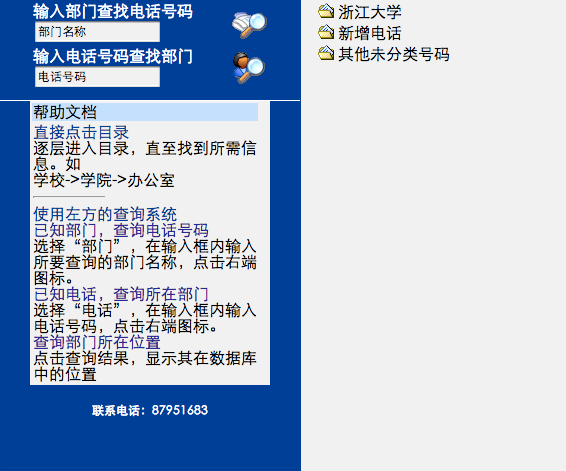 输入部门查找电话号码
部门名称
输入电话号码查找部门
电话号码
帮助文档
直接点击目录
逐层进入目录，直至找到所需信
息。如
学校->学院->办公室
使用左方的查询系统
已知部门，查询电话号码
选择“部门”，在输入框内输入
所要查询的部门名称，点击右端
图标。
已知电话，查询所在部门
选择“电话”，在输入框内输入
电话号码，点击右端图标。
查询部门所在位置
点击查询结果，显示其在数据库
中的位置
联系电话：87951683
浙江大学
新增电话
其他未分类号码